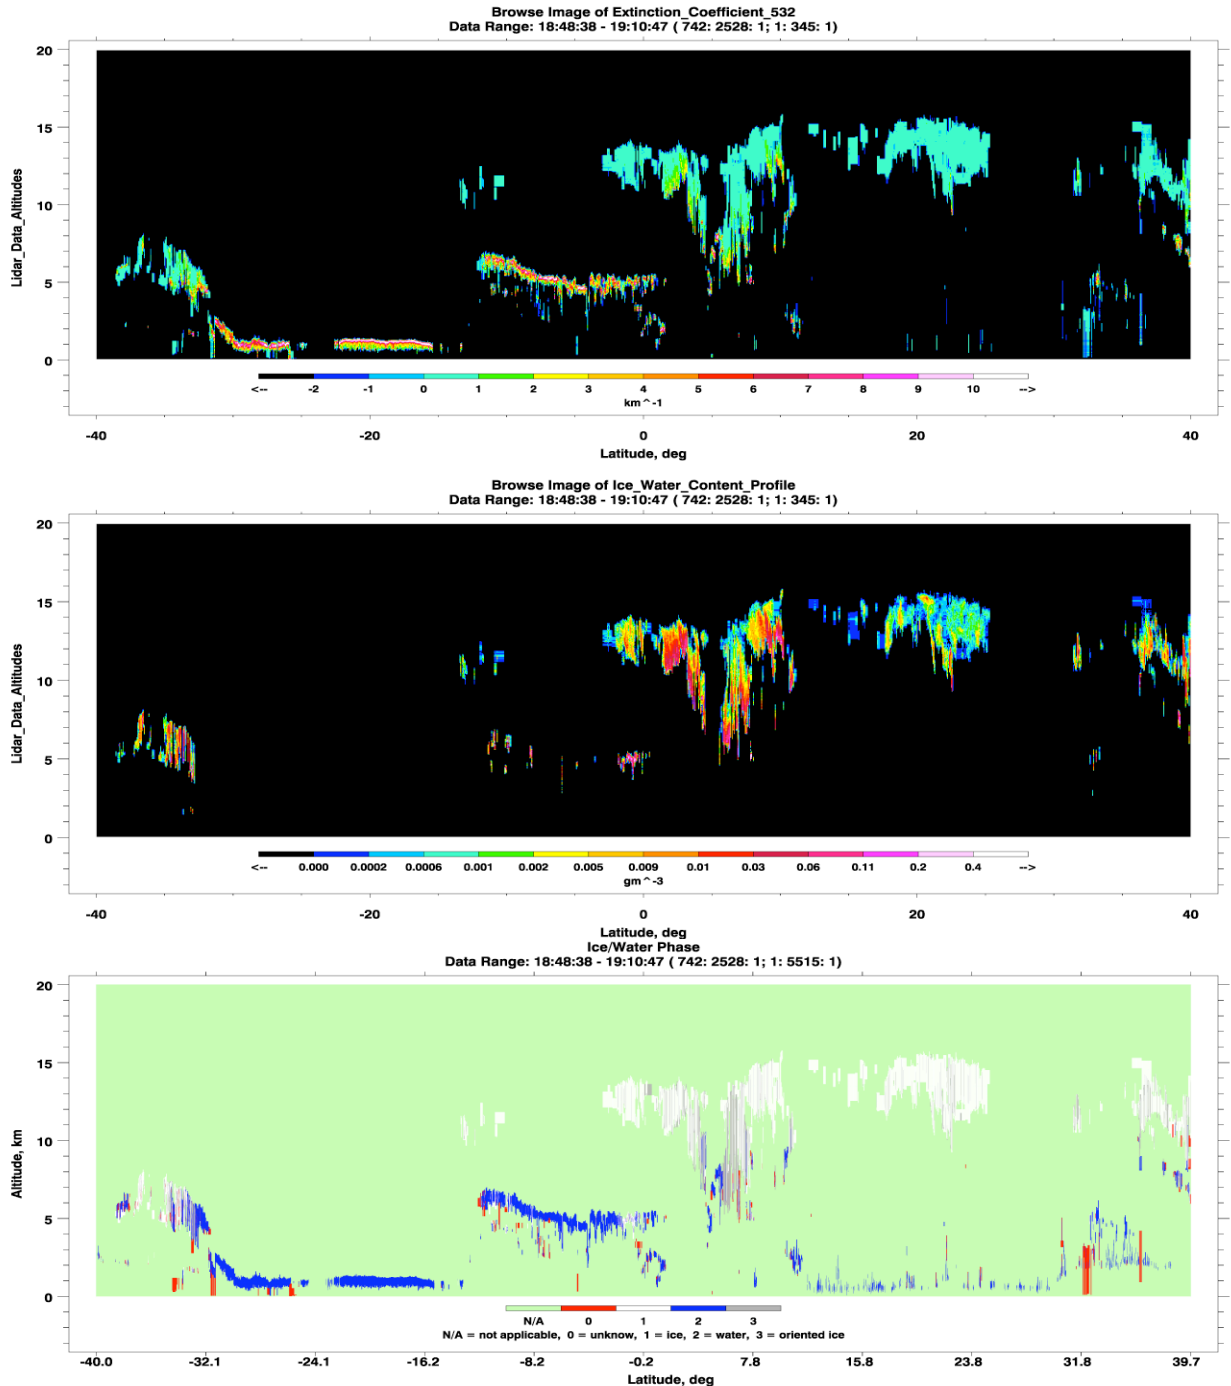 Browse Image of Extinction_Coefficient_532
Data Range: 18:48:38 - 19:10:47 ( 742: 2528: 1; 1: 345: 1)
20
15
10
5
0
Lidar_Data_Altitudes
<-- -2 -1 0 1 2 3 4 5 6 7 8 9 10 -->
km^-1
-40 -20 0 20 40
Latitude, deg
Browse Image of Ice_Water_Content_Profile
Data Range: 18:48:38 - 19:10:47 ( 742: 2528: 1; 1: 345: 1)
20
15
10
5
0
Lidar_Data_Altitudes
<-- 0.000 0.0002 0.0006 0.001 0.002 0.005 0.009 0.01 0.03 0.06 0.11 0.2 0.4 -->
gm^-3
-40 -20 0 20 40
Latitude, deg
Ice/Water Phase
Data Range: 18:48:38 - 19:10:47 ( 742: 2528: 1; 1: 5515: 1)
20
15
10
5
0
Altitude, km
N/A 0 1 2 3
N/A = not applicable, 0 = unknow, 1 = ice, 2 = water, 3 = oriented ice
-40.0 -32.1 -24.1 -16.2 -8.2 -0.2 7.8 15.8 23.8 31.8 39.7
Latitude, deg